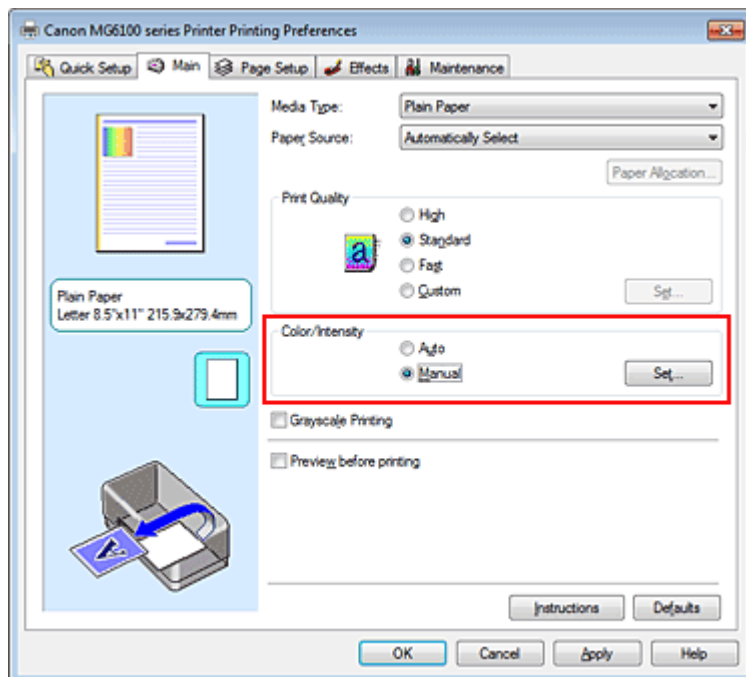 Canon MG6100 series Printer Printing Preferences
Quick Setup Main Page Setup Effects Maintenance
Media Type: Plain Paper
Paper Source: Automatically Select
Paper Allocation...
Print Quality
High
a Standard
Fast
Custom Set...
Plain Paper
Letter 8.5"x11" 215.9x279.4mm
Color/Intensity
Auto
Manual Set...
Grayscale Printing
Preview before printing
A
Instructions Defaults
OK Cancel Apply Help